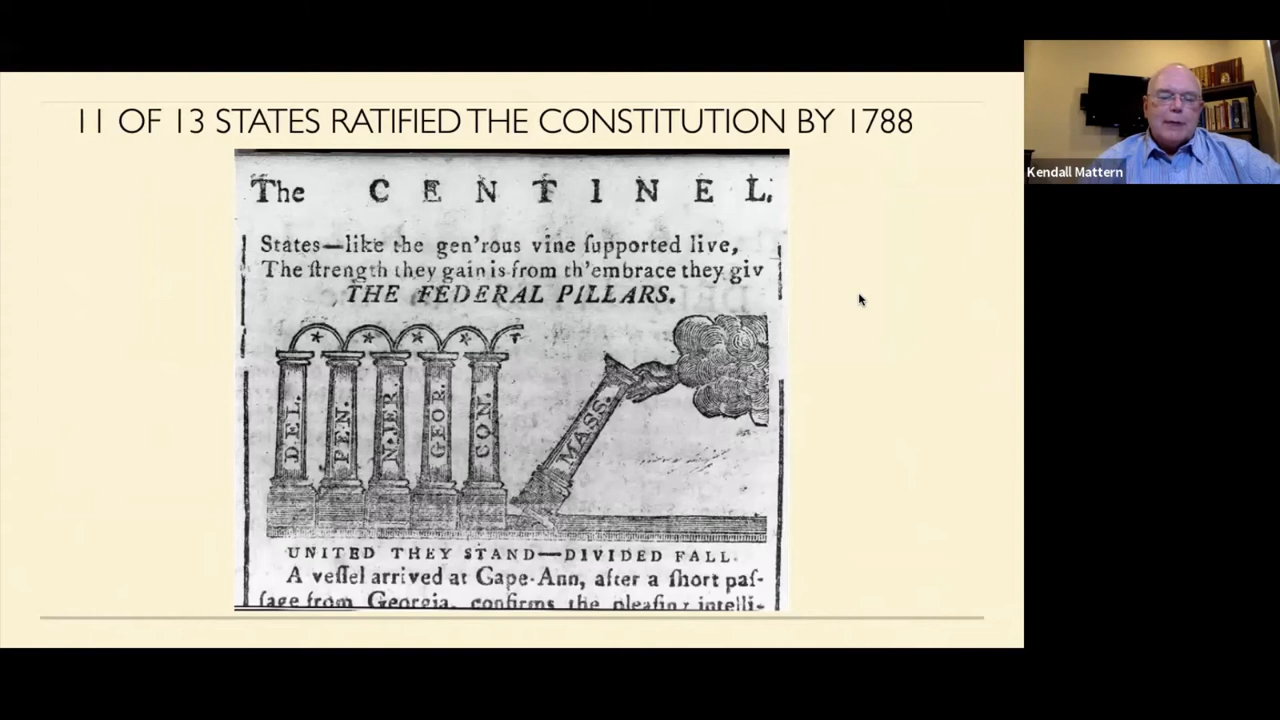 11 OF 13 STATES RATIFIED THE CONSTITUTION BY 1788
The CENTINEL.
States—like the gen'rous vine ſupported live,
The ſtrength they gain is from th'embrace they giv
THE FEDERAL PILLARS.
DEL.
PEN.
N•JER.
GEOR.
CON.
MASS.
UNITED THEY STAND—DIVIDED FALL.
A veſſel arrived at Cape-Ann, after a ſhort paſ-
ſage from Georgia, confirms the pleaſing intelli-
Kendall Mattern